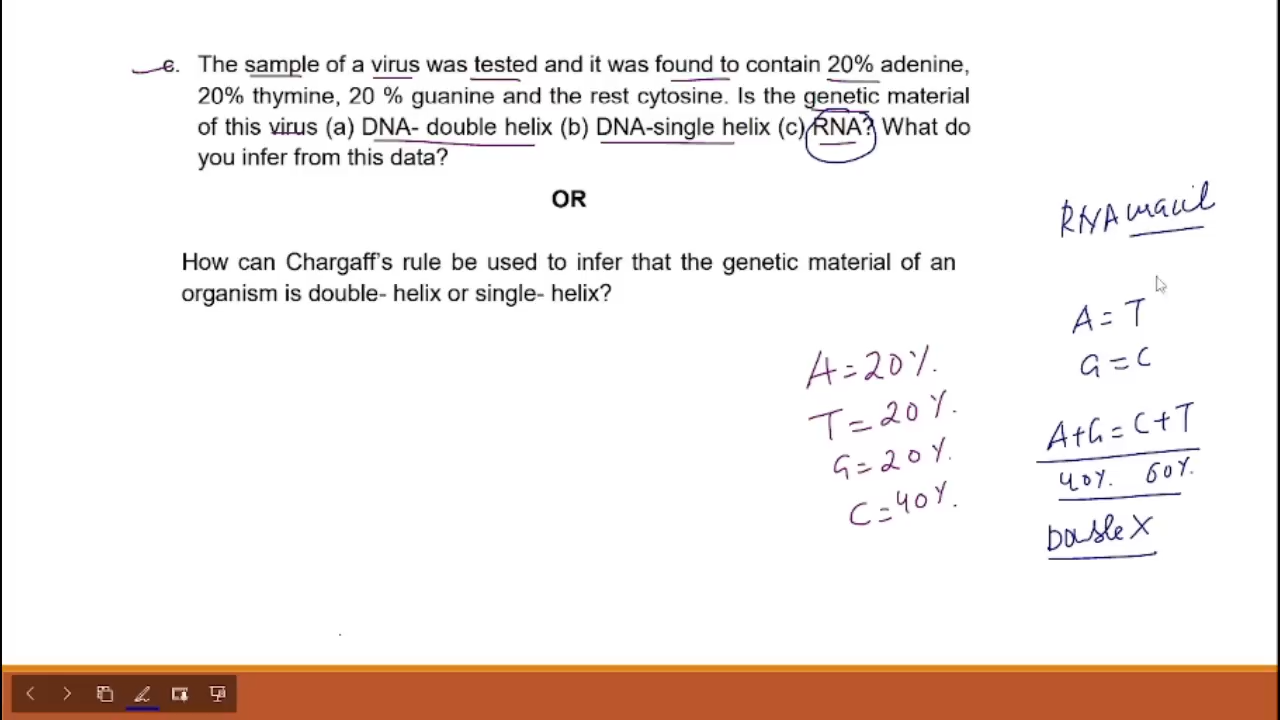 c. The sample of a virus was tested and it was found to contain 20% adenine,
20% thymine, 20 % guanine and the rest cytosine. Is the genetic material
of this virus (a) DNA- double helix (b) DNA-single helix (c) RNA? What do
you infer from this data?
OR
How can Chargaff's rule be used to infer that the genetic material of an
organism is double- helix or single- helix?
A=20%.
T=20%.
G=20%.
C=40%.
RNA uracil
A=T
G=C
A+G=C+T
40%. 60%.
Double X